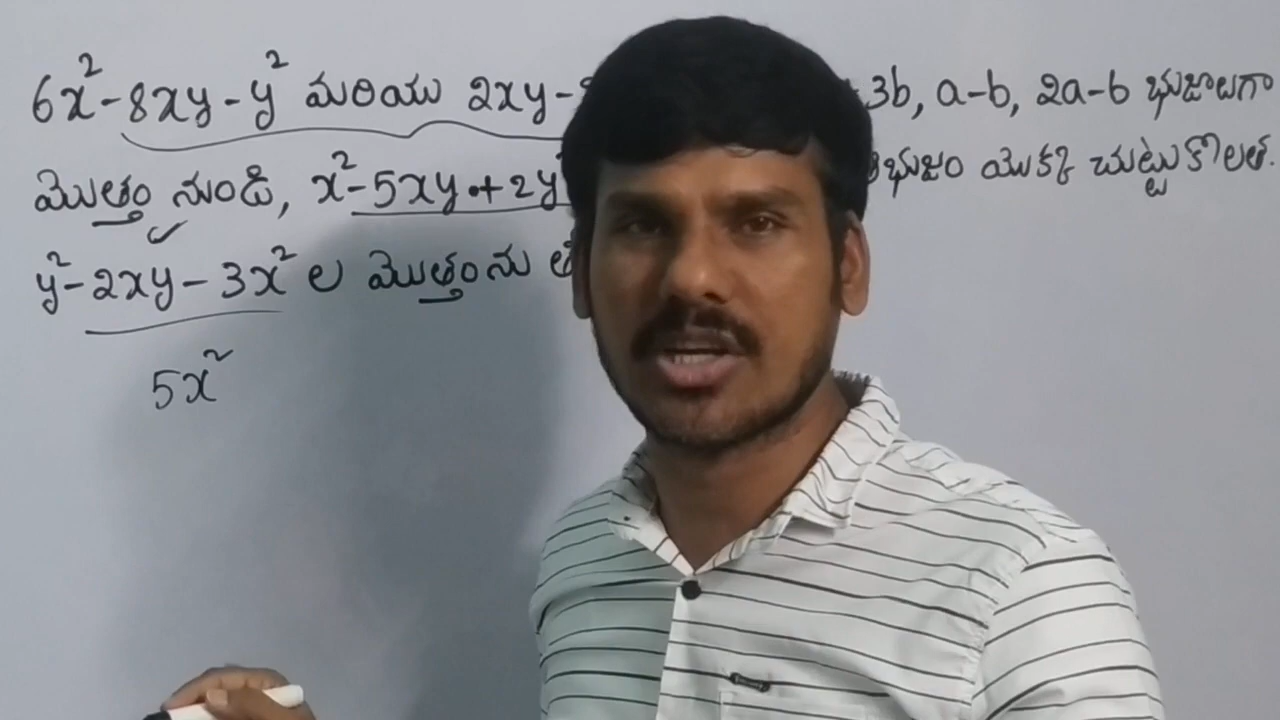 6x²-8xy-y² మరియు 2xy-
మొత్తం నుండి, x²-5xy+2y
y²-2xy-3x² ల మొత్తంను
5x²
3b, a-b, 2a-b భుజాలుగా
భుజం యొక్క చుట్టుకొలత.